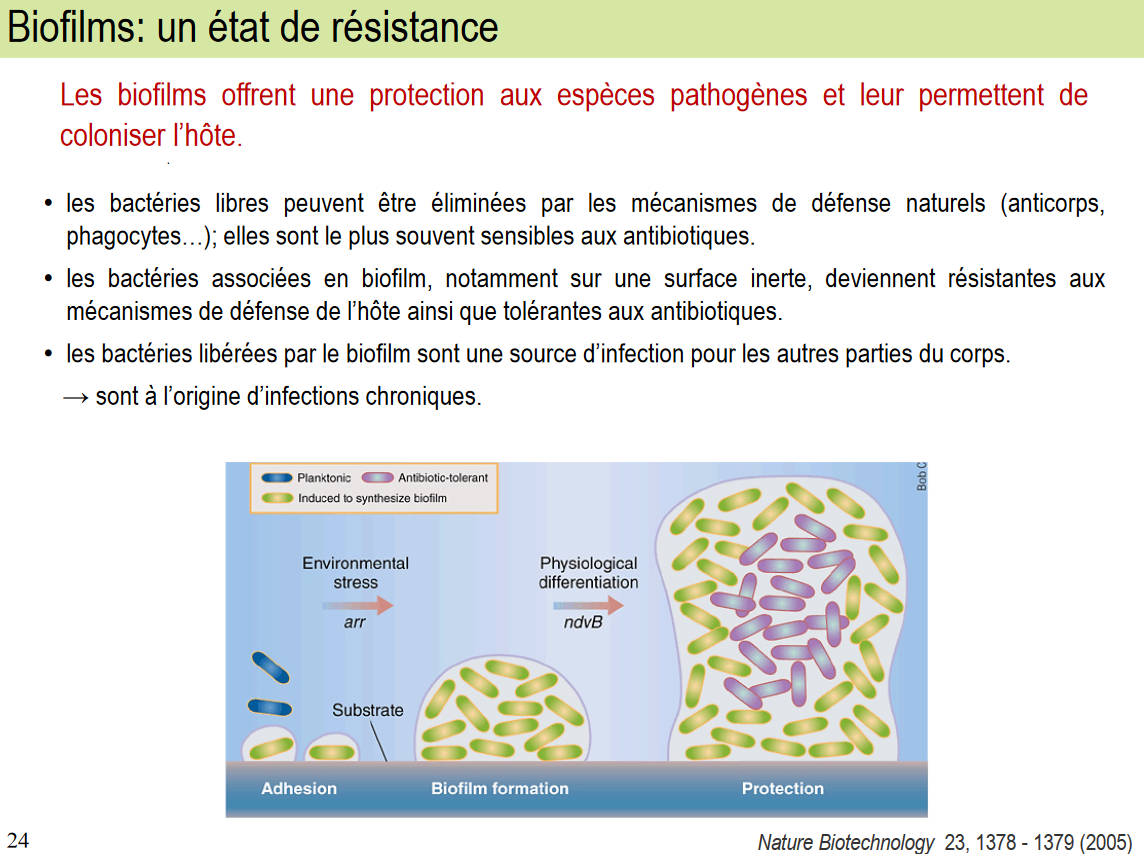 Biofilms: un état de résistance
Les biofilms offrent une protection aux espèces pathogènes et leur permettent de
coloniser l’hôte.
• les bactéries libres peuvent être éliminées par les mécanismes de défense naturels (anticorps,
phagocytes…); elles sont le plus souvent sensibles aux antibiotiques.
• les bactéries associées en biofilm, notamment sur une surface inerte, deviennent résistantes aux
mécanismes de défense de l’hôte ainsi que tolérantes aux antibiotiques.
• les bactéries libérées par le biofilm sont une source d’infection pour les autres parties du corps.
→ sont à l’origine d’infections chroniques.
Planktonic
Antibiotic-tolerant
Induced to synthesize biofilm
Bob C
Environmental
stress
arr
Physiological
differentiation
ndvB
Substrate
Adhesion
Biofilm formation
Protection
24
Nature Biotechnology 23, 1378 - 1379 (2005)